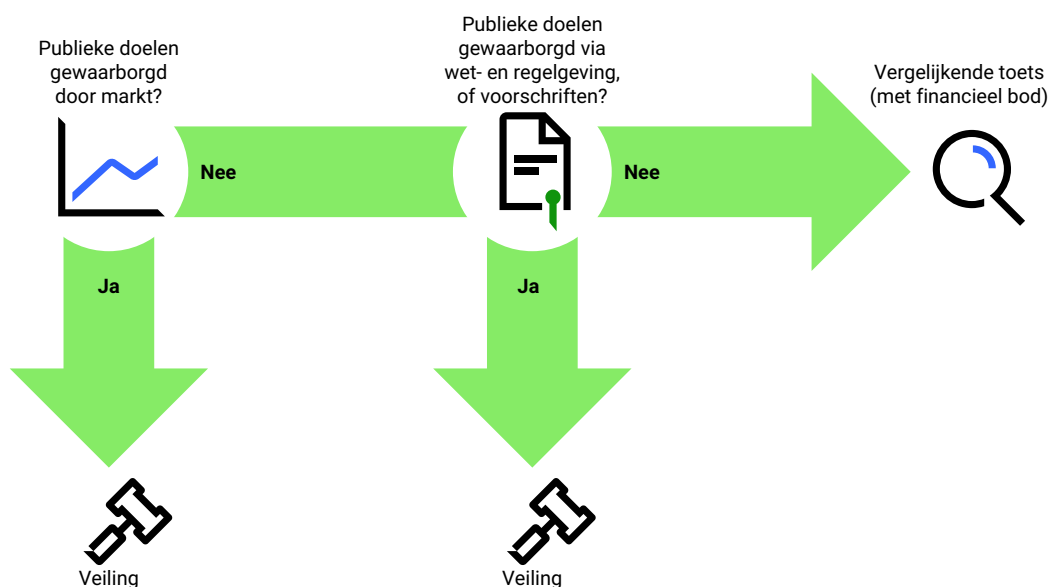 Publieke doelen
gewaarborgd
door markt?
Publieke doelen
gewaarborgd via
wet- en regelgeving,
of voorschriften?
Vergelijkende toets
(met financieel bod)
Nee
Nee
Ja
Ja
Veiling
Veiling